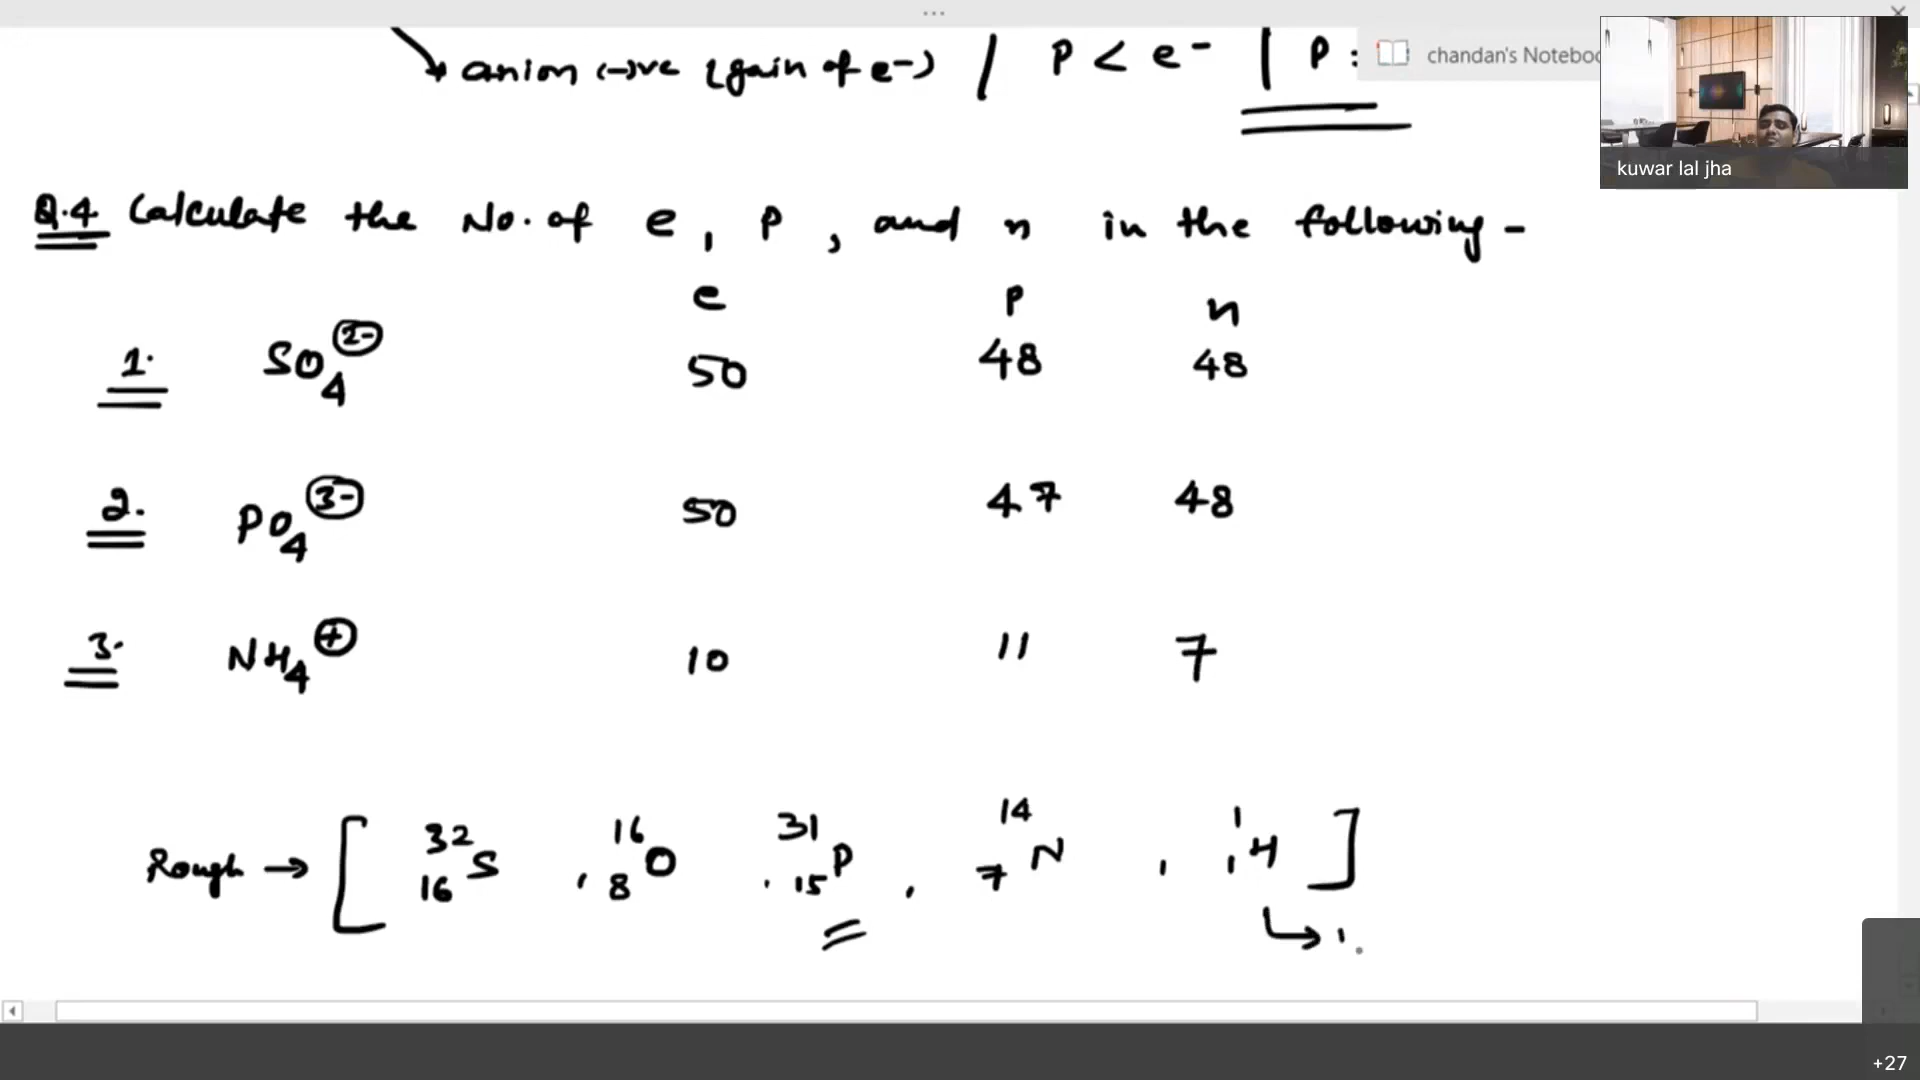 ...
anion (-)ve (gain of e-) / P < e- | P :
chandan's Noteboo
kuwar lal jha
Q.4 Calculate the No. of e, P, and n in the following -
e P n
1. SO4 2- 50 48 48
2. PO4 3- 50 47 48
3. NH4 + 10 11 7
Rough → [ 32 16 S , 16 8 O , 31 15 P , 14 7 N , 1 1 H ]
↳ 1.
+27